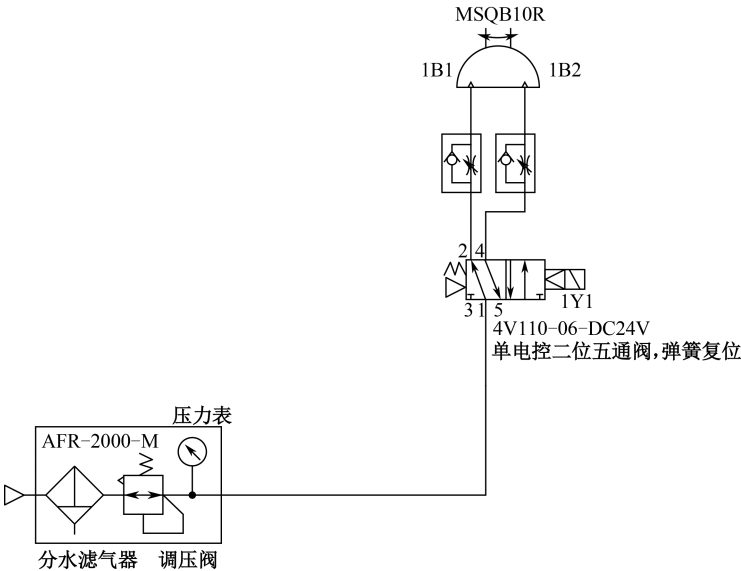 MSQB10R
1B1
1B2
2 4
3 1 5
1Y1
4V110-06-DC24V
单电控二位五通阀,弹簧复位
压力表
AFR-2000-M
分水滤气器
调压阀